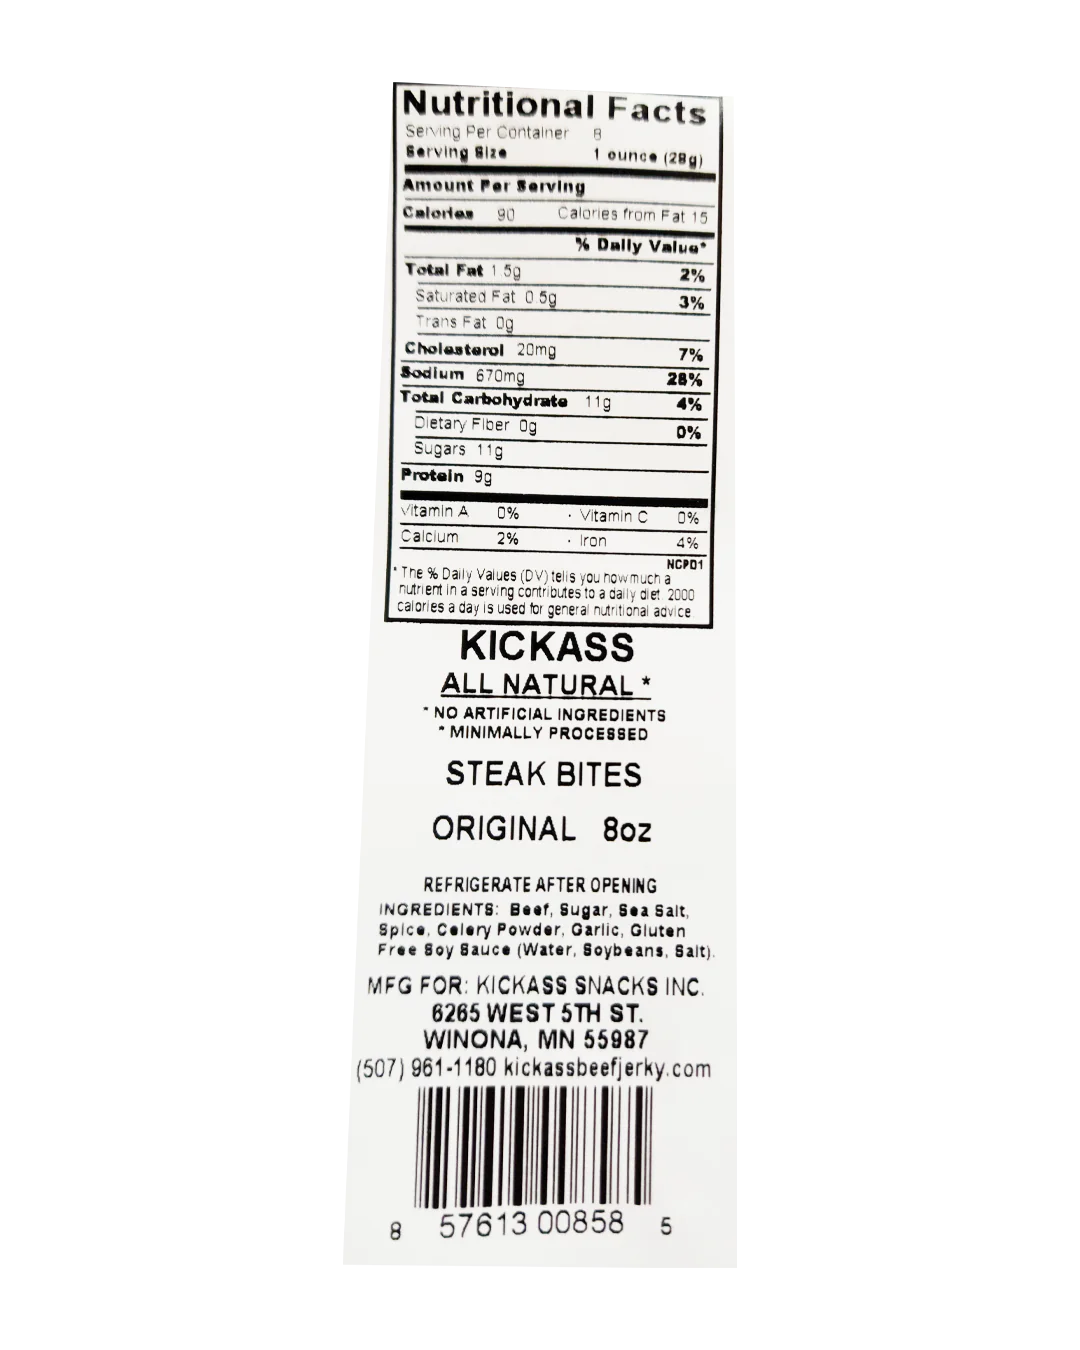 Nutritional Facts
Serving Per Container 8
Serving Size 1 ounce (28g)
Amount Per Serving
Calories 90 Calories from Fat 15
% Daily Value*
Total Fat 1.5g 2%
Saturated Fat 0.5g 3%
Trans Fat 0g
Cholesterol 20mg 7%
Sodium 670mg 28%
Total Carbohydrate 11g 4%
Dietary Fiber 0g 0%
Sugars 11g
Protein 9g
Vitamin A 0% · Vitamin C 0%
Calcium 2% · Iron 4%
NCPD1
* The % Daily Values (DV) tells you how much a
nutrient in a serving contributes to a daily diet. 2000
calories a day is used for general nutritional advice
KICKASS
ALL NATURAL *
* NO ARTIFICIAL INGREDIENTS
* MINIMALLY PROCESSED
STEAK BITES
ORIGINAL 8oz
REFRIGERATE AFTER OPENING
INGREDIENTS: Beef, Sugar, Sea Salt,
Spice, Celery Powder, Garlic, Gluten
Free Soy Sauce (Water, Soybeans, Salt).
MFG FOR: KICKASS SNACKS INC.
6265 WEST 5TH ST.
WINONA, MN 55987
(507) 961-1180 kickassbeefjerky.com
8 57613 00858 5